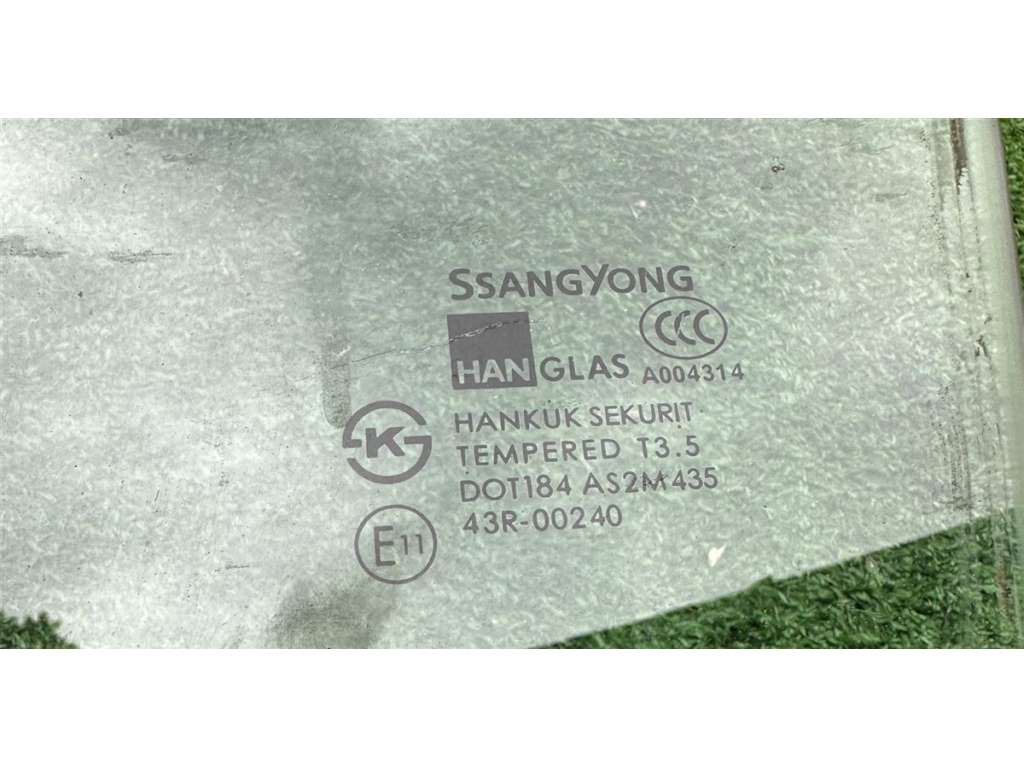 SSANGYONG
HANGLAS
CCC
A004314
HANKUK SEKURIT
K
TEMPERED T3.5
DOT184 AS2M435
43R-00240
E11